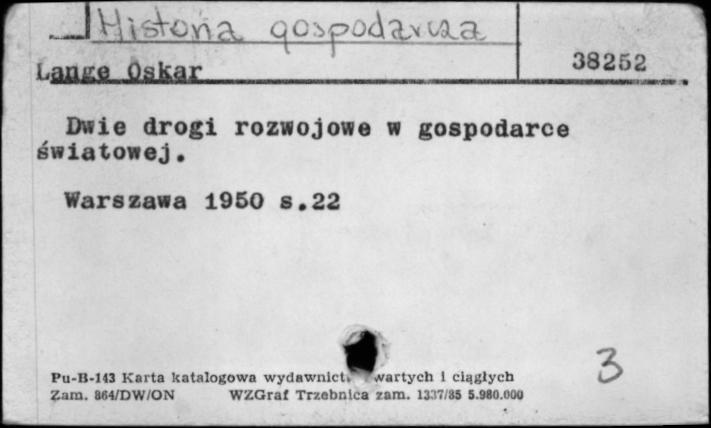 Historia gospodarcza
Lange Oskar
38252
Dwie drogi rozwojowe w gospodarce
światowej.
Warszawa 1950 s.22
3
Pu-B-143 Karta katalogowa wydawnict wartych i ciągłych
Zam. 864/DW/ON WZGraf Trzebnica zam. 1337/85 5.980.000